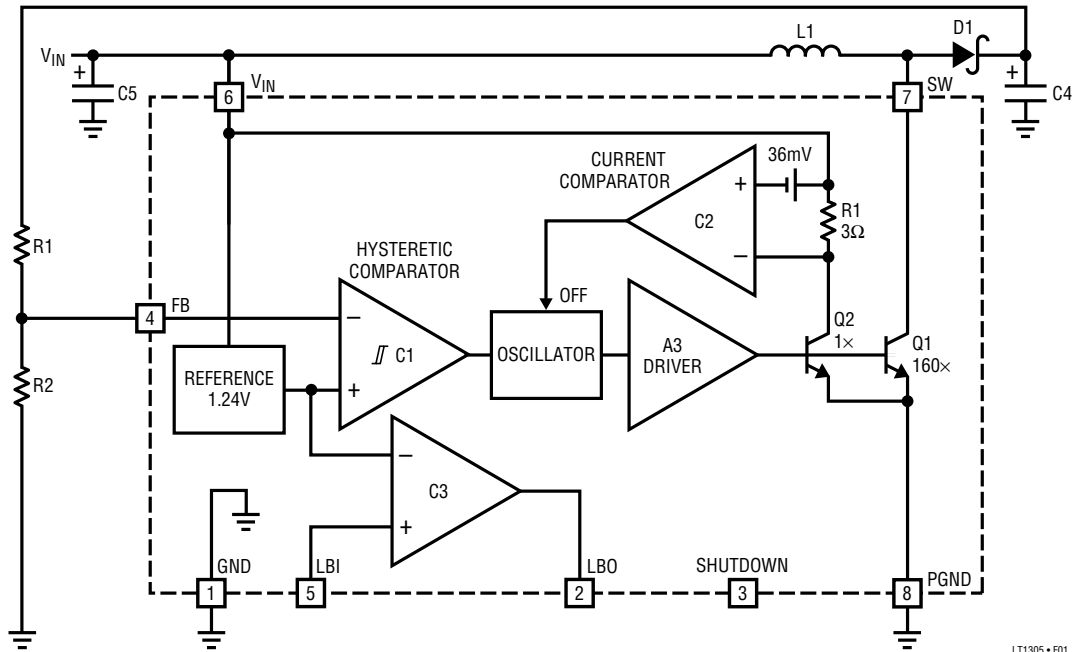 L1
D1
VIN
+
C5
6
VIN
7
SW
+
C4
CURRENT
COMPARATOR
36mV
+
C2
−
R1
3Ω
R1
HYSTERETIC
COMPARATOR
4
FB
−
C1
+
OFF
OSCILLATOR
A3
DRIVER
Q2
1×
Q1
160×
REFERENCE
1.24V
R2
−
C3
+
GND
1
LBI
5
LBO
2
SHUTDOWN
3
PGND
8
LT1305 • F01